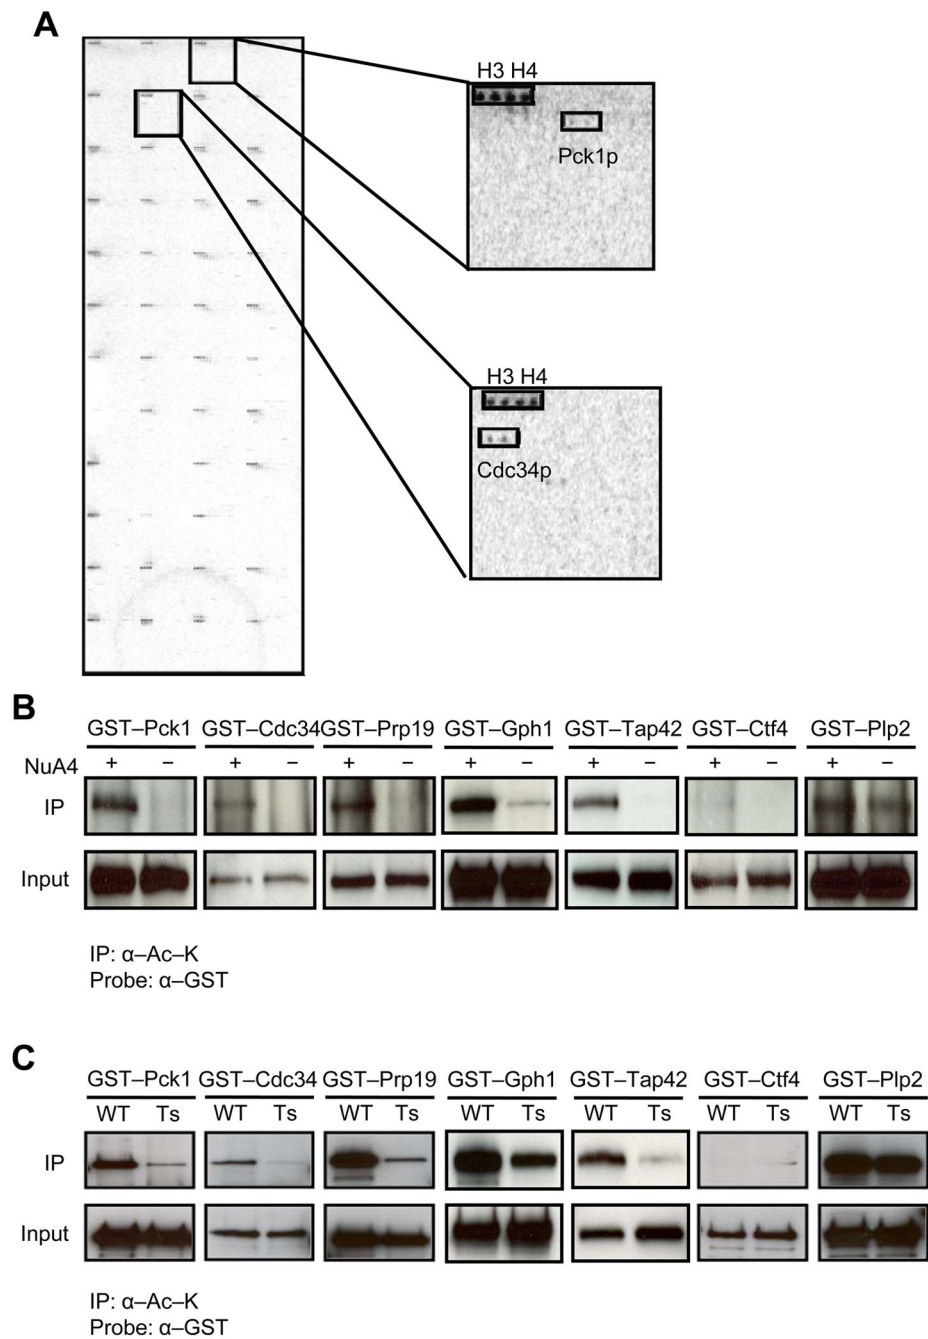 A
H3 H4
Pck1p
H3 H4
Cdc34p
B
GST–Pck1 GST–Cdc34 GST–Prp19 GST–Gph1 GST–Tap42 GST–Ctf4 GST–Plp2
NuA4 + – + – + – + – + – + – + –
IP
Input
IP: α–Ac–K
Probe: α–GST
C
GST–Pck1 GST–Cdc34 GST–Prp19 GST–Gph1 GST–Tap42 GST–Ctf4 GST–Plp2
WT Ts WT Ts WT Ts WT Ts WT Ts WT Ts WT Ts
IP
Input
IP: α–Ac–K
Probe: α–GST